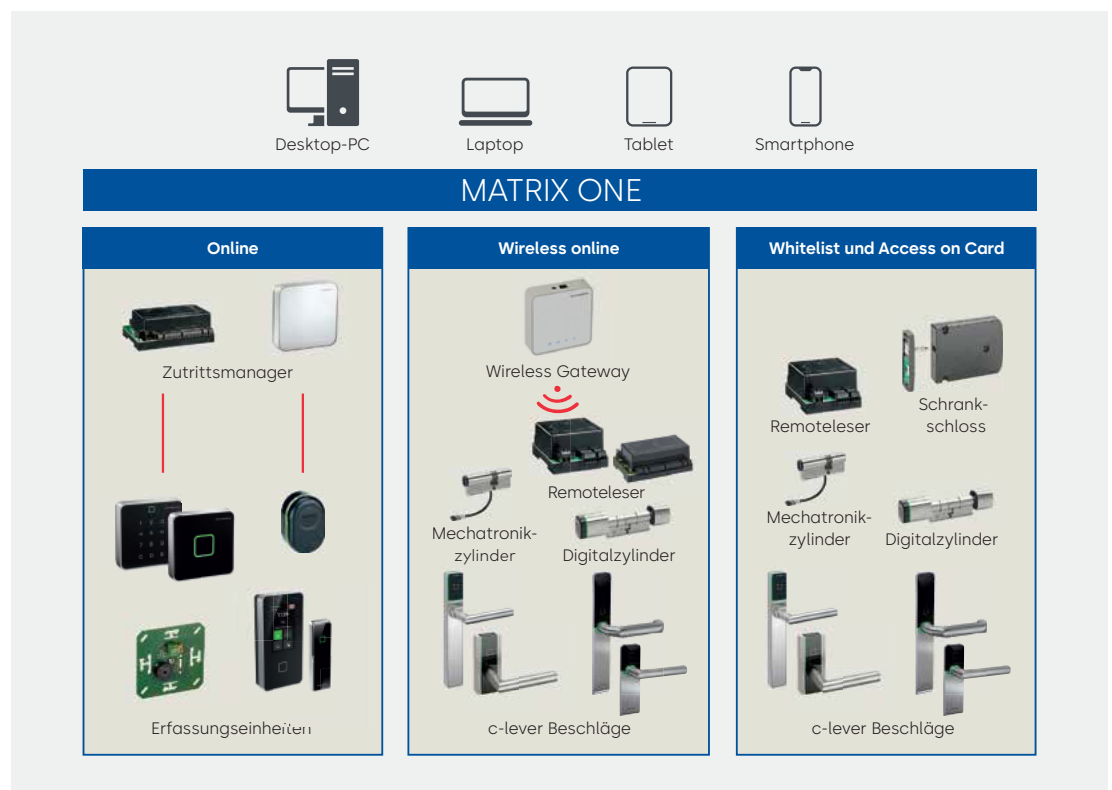 Desktop-PC
Laptop
Tablet
Smartphone
MATRIX ONE
Online
Zutrittsmanager
Erfassungseinheiten
Wireless online
Wireless Gateway
Remoteleser
Mechatronik-
zylinder
Digitalzylinder
c-lever Beschläge
Whitelist und Access on Card
Remoteleser
Schrank-
schloss
Mechatronik-
zylinder
Digitalzylinder
c-lever Beschläge